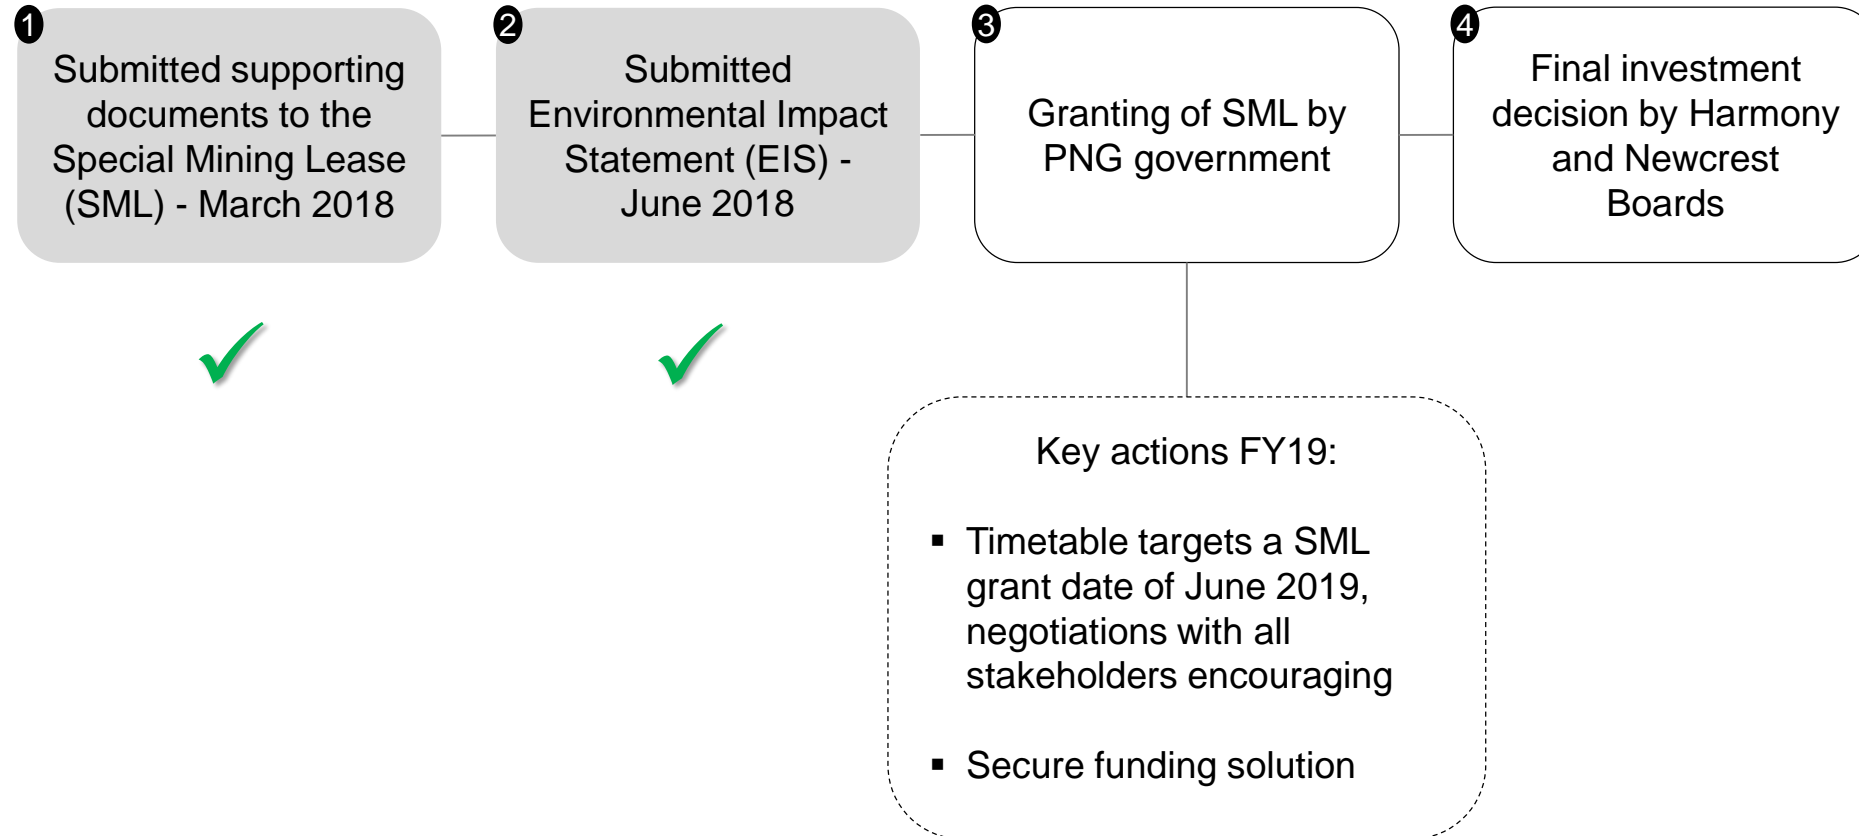 1
Submitted supporting
documents to the
Special Mining Lease
(SML) - March 2018
2
Submitted
Environmental Impact
Statement (EIS) -
June 2018
3
Granting of SML by
PNG government
4
Final investment
decision by Harmony
and Newcrest
Boards
Key actions FY19:
▪ Timetable targets a SML
grant date of June 2019,
negotiations with all
stakeholders encouraging
▪ Secure funding solution